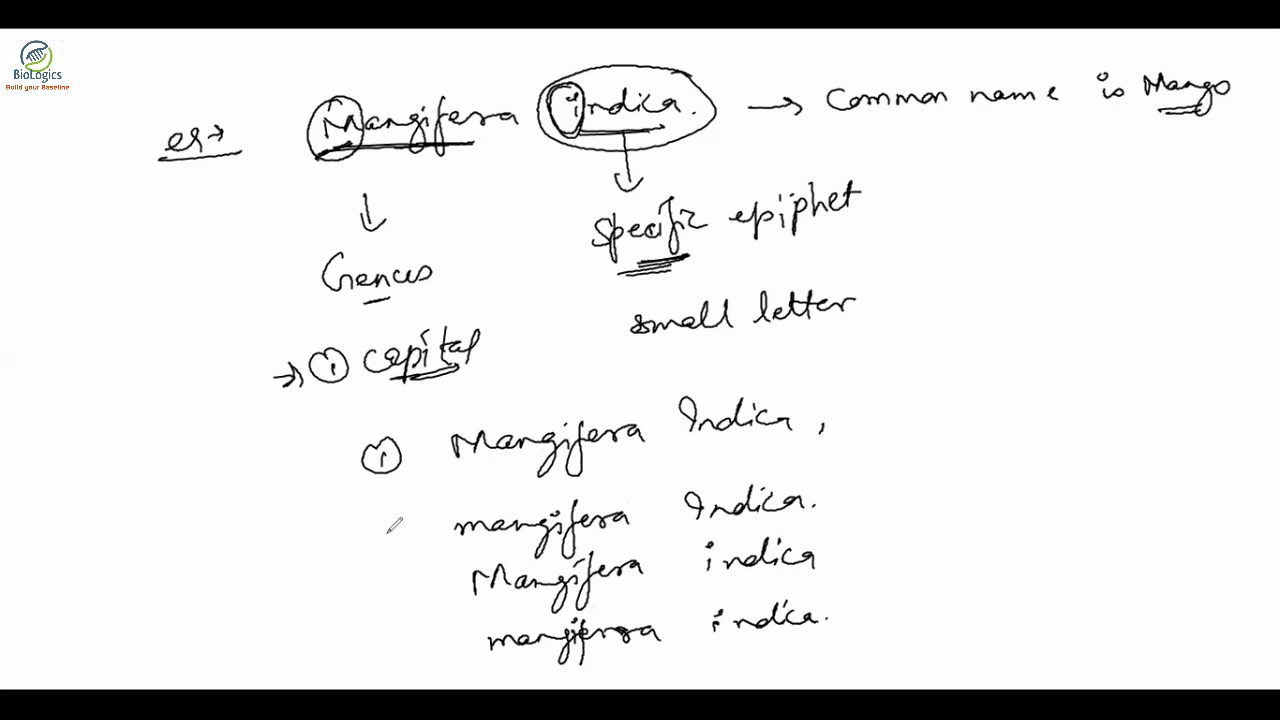 BioLogics
Build your Baseline
ex→ Mangifera indica. → Common name is Mango
Genus
Specific epiphet
small letter
→ ① Capital
① Mangifera Indica,
mangifera Indica.
Mangifera indica
mangifera indica.